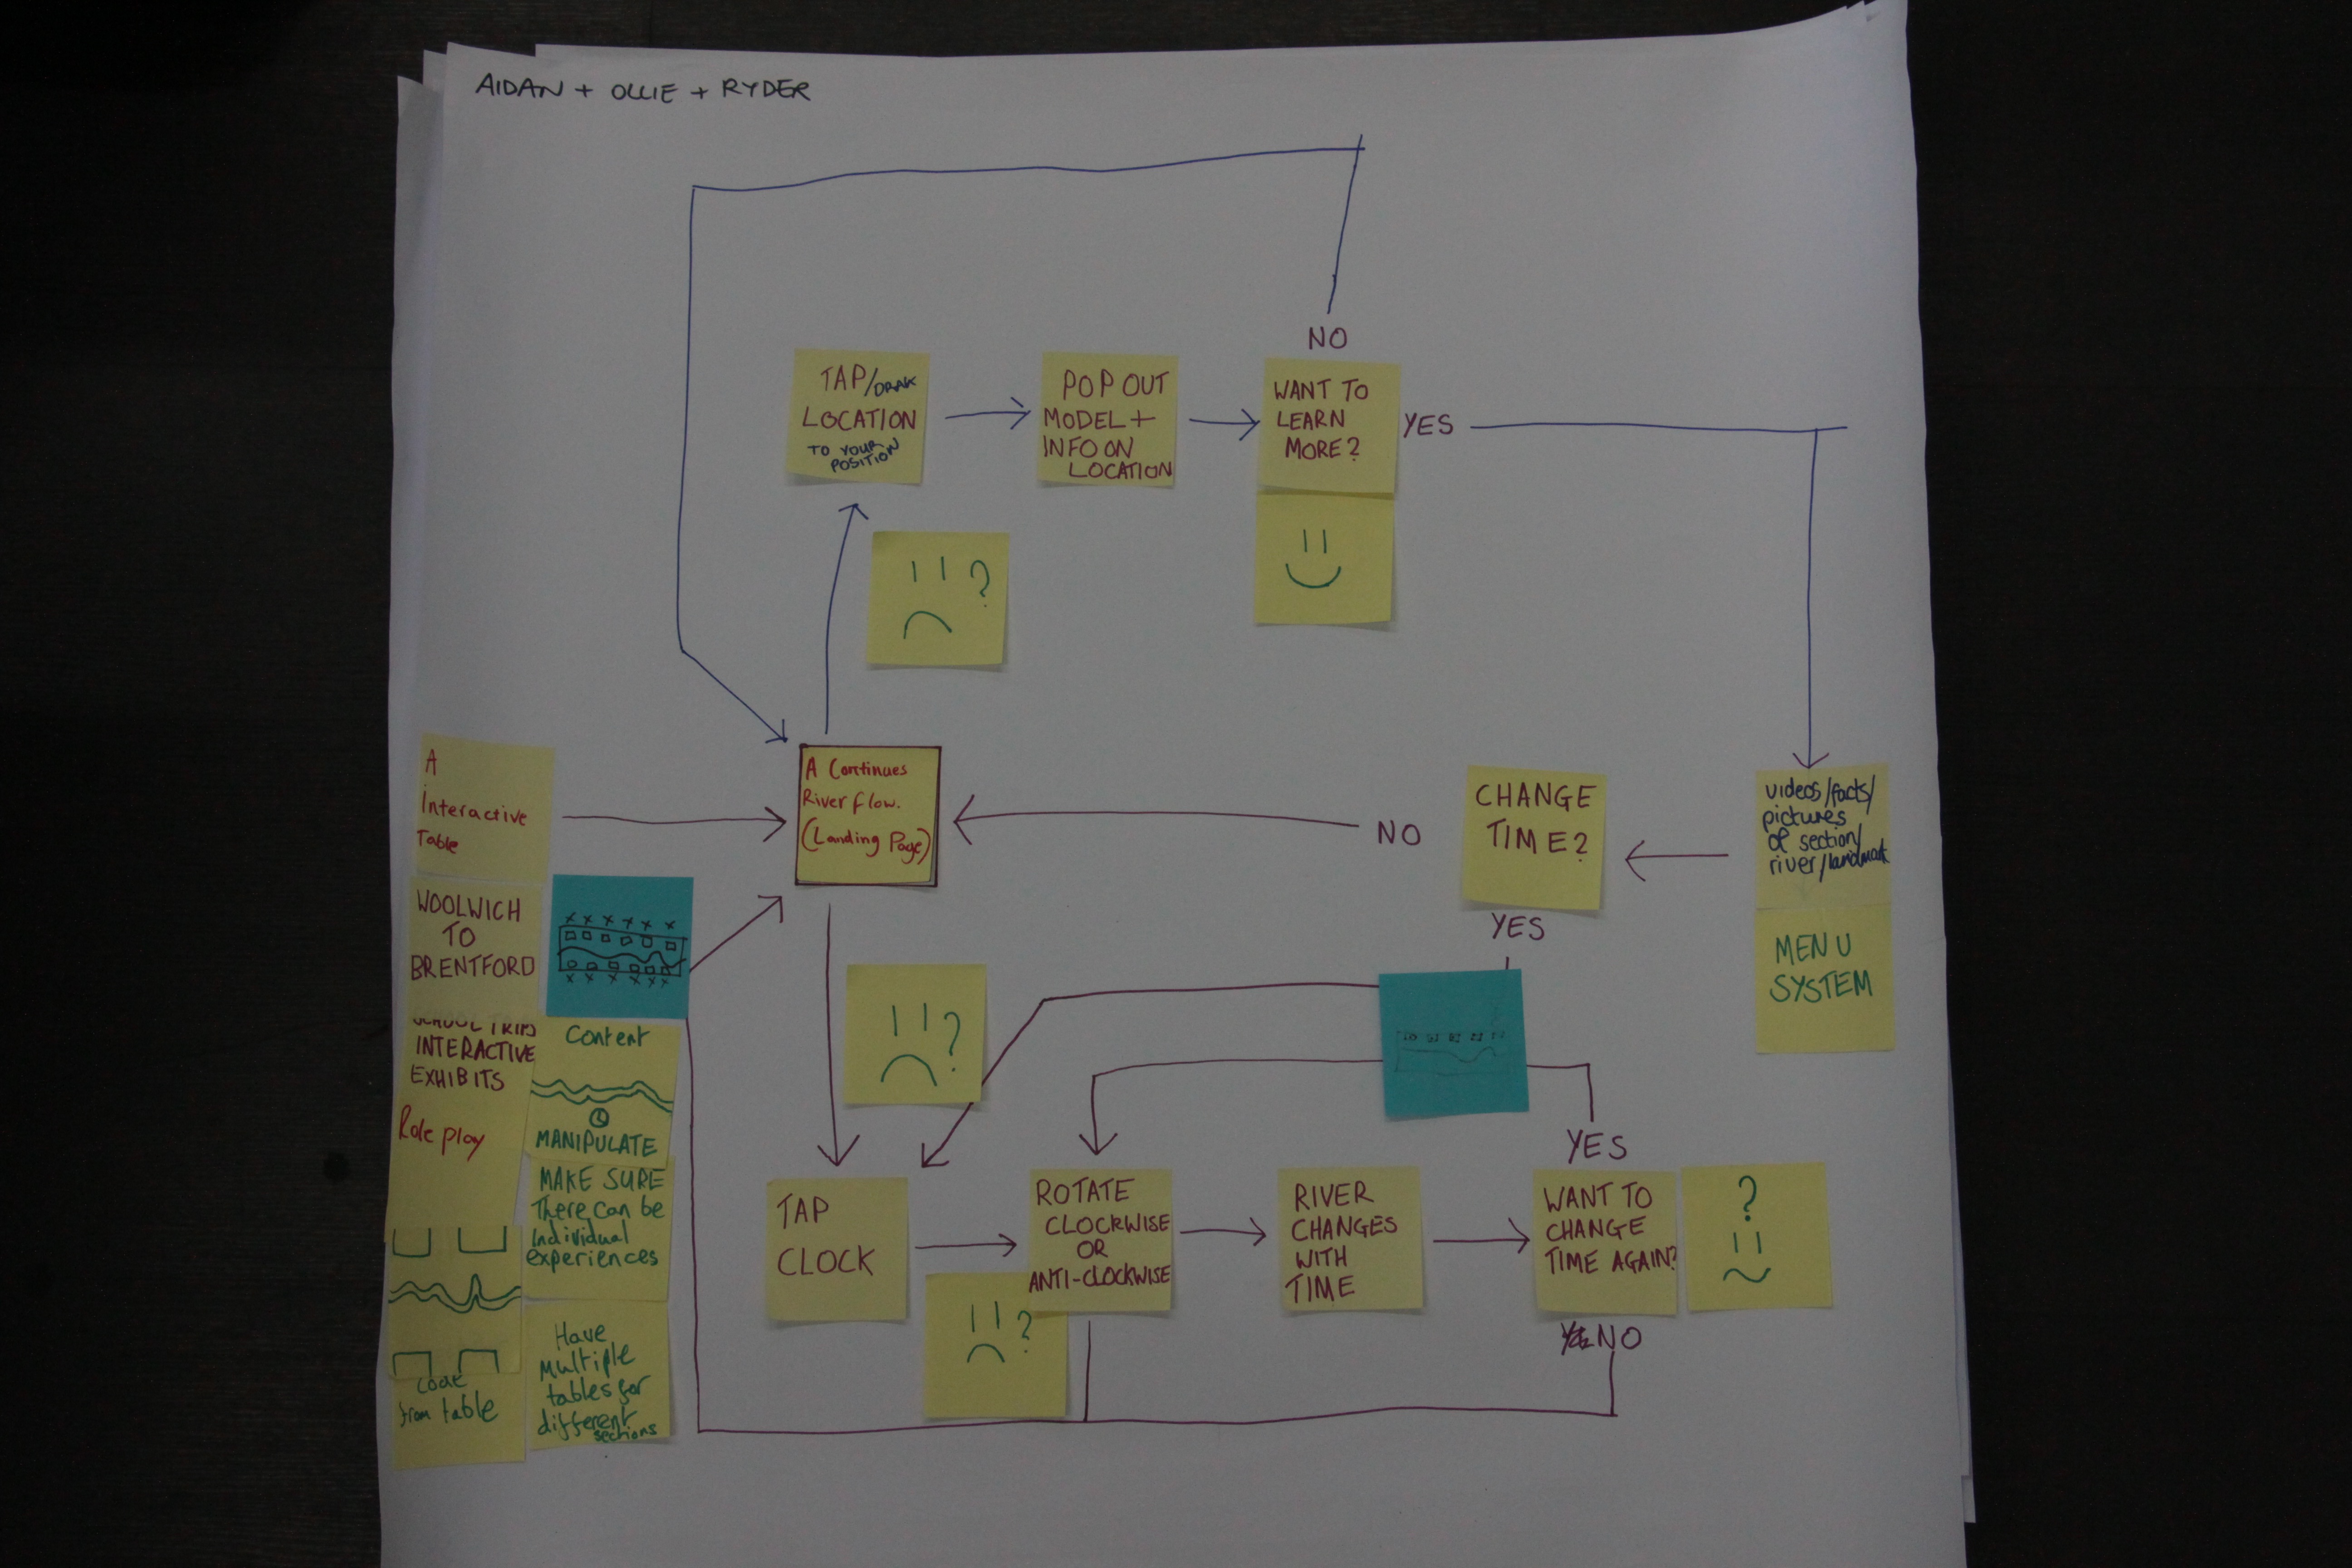 AIDAN + OLLIE + RYDER
NO
TAP/DRAK
LOCATION
TO YOUR
POSITION
POP OUT
MODEL +
INFO ON
LOCATION
WANT TO
LEARN
MORE?
YES
?
A
Interactive
Table
A Continues
River flow.
(Landing Page)
NO
CHANGE
TIME?
YES
videos/facts/
pictures
of section/
river/landmark
MENU
SYSTEM
WOOLWICH
TO
BRENTFORD
x x x x x x
x x x x x x
SCHOOL TRIPS
INTERACTIVE
EXHIBITS
Role play
Content
MANIPULATE
MAKE SURE
There can be
Individual
experiences
from table
Have
Multiple
tables for
different
sections
?
TAP
CLOCK
ROTATE
CLOCKWISE
OR
ANTI-CLOCKWISE
?
RIVER
CHANGES
WITH
TIME
YES
WANT TO
CHANGE
TIME AGAIN?
?
NO